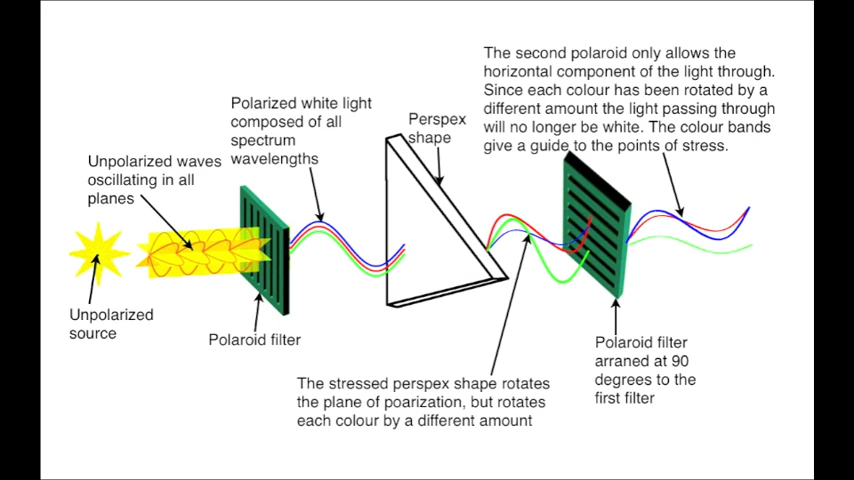 The second polaroid only allows the
horizontal component of the light through.
Since each colour has been rotated by a
different amount the light passing through
will no longer be white. The colour bands
give a guide to the points of stress.
Polarized white light
composed of all
spectrum
wavelengths
Perspex
shape
Unpolarized waves
oscillating in all
planes
Unpolarized
source
Polaroid filter
Polaroid filter
arraned at 90
degrees to the
first filter
The stressed perspex shape rotates
the plane of poarization, but rotates
each colour by a different amount